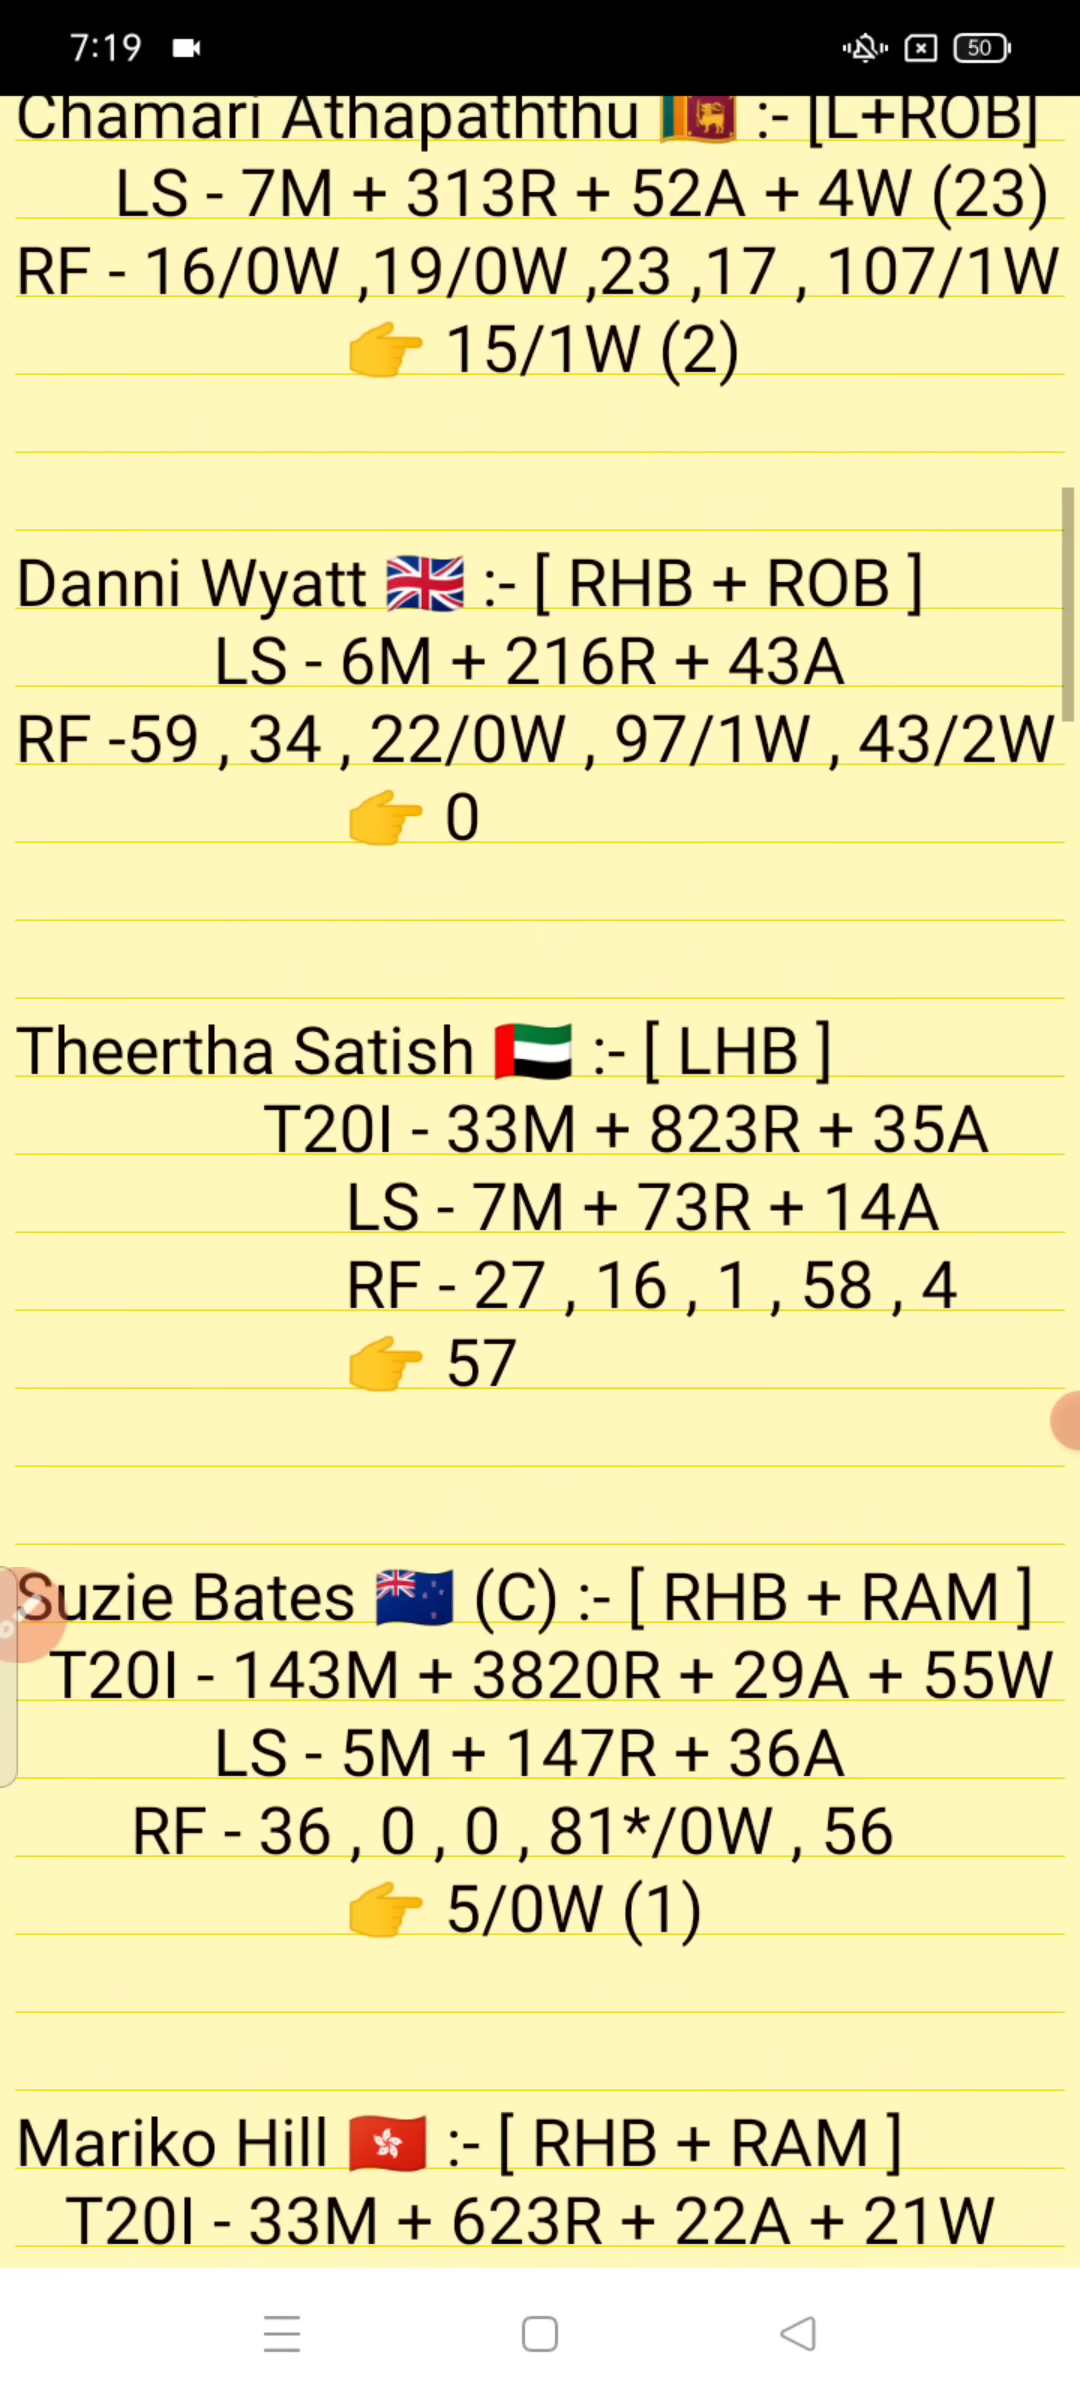 7:19
50
Chamari Athapaththu 🇱🇰 :- [L+ROB]
LS - 7M + 313R + 52A + 4W (23)
RF - 16/0W ,19/0W ,23 ,17 , 107/1W
👉 15/1W (2)
Danni Wyatt 🇬🇧 :- [ RHB + ROB ]
LS - 6M + 216R + 43A
RF -59 , 34 , 22/0W , 97/1W , 43/2W
👉 0
Theertha Satish 🇦🇪 :- [ LHB ]
T20I - 33M + 823R + 35A
LS - 7M + 73R + 14A
RF - 27 , 16 , 1 , 58 , 4
👉 57
Suzie Bates 🇳🇿 (C) :- [ RHB + RAM ]
T20I - 143M + 3820R + 29A + 55W
LS - 5M + 147R + 36A
RF - 36 , 0 , 0 , 81*/0W , 56
👉 5/0W (1)
Mariko Hill 🇭🇰 :- [ RHB + RAM ]
T20I - 33M + 623R + 22A + 21W